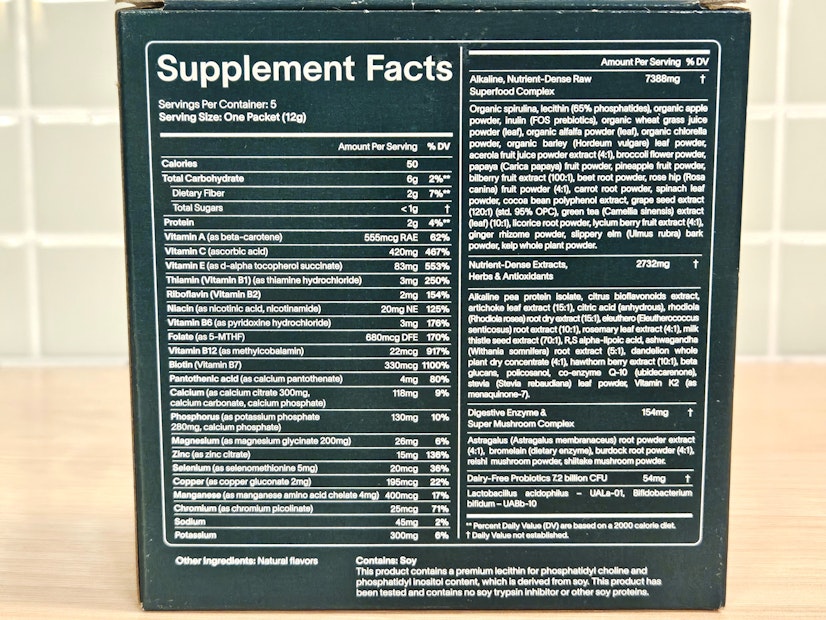 Supplement Facts
Servings Per Container: 5
Serving Size: One Packet (12g)
Amount Per Serving % DV
Calories 50
Total Carbohydrate 6g 2%**
Dietary Fiber 2g 7%**
Total Sugars <1g †
Protein 2g 4%**
Vitamin A (as beta-carotene) 555mcg RAE 62%
Vitamin C (ascorbic acid) 420mg 467%
Vitamin E (as d-alpha tocopherol succinate) 83mg 553%
Thiamin (Vitamin B1) (as thiamine hydrochloride) 3mg 250%
Riboflavin (Vitamin B2) 2mg 154%
Niacin (as nicotinic acid, nicotinamide) 20mg NE 125%
Vitamin B6 (as pyridoxine hydrochloride) 3mg 176%
Folate (as 5-MTHF) 680mcg DFE 170%
Vitamin B12 (as methylcobalamin) 22mcg 917%
Biotin (Vitamin B7) 330mcg 1100%
Pantothenic acid (as calcium pantothenate) 4mg 80%
Calcium (as calcium citrate 300mg, 118mg 9%
calcium carbonate, calcium phosphate)
Phosphorus (as potassium phosphate 130mg 10%
280mg, calcium phosphate)
Magnesium (as magnesium glycinate 200mg) 26mg 6%
Zinc (as zinc citrate) 15mg 136%
Selenium (as selenomethionine 5mg) 20mcg 36%
Copper (as copper gluconate 2mg) 195mcg 22%
Manganese (as manganese amino acid chelate 4mg) 400mcg 17%
Chromium (as chromium picolinate) 25mcg 71%
Sodium 45mg 2%
Potassium 300mg 6%
Amount Per Serving % DV
Alkaline, Nutrient-Dense Raw 7388mg †
Superfood Complex
Organic spirulina, lecithin (65% phosphatides), organic apple
powder, inulin (FOS prebiotics), organic wheat grass juice
powder (leaf), organic alfalfa powder (leaf), organic chlorella
powder, organic barley (Hordeum vulgare) leaf powder,
acerola fruit juice powder extract (4:1), broccoli flower powder,
papaya (Carica papaya) fruit powder, pineapple fruit powder,
bilberry fruit extract (100:1), beet root powder, rose hip (Rosa
canina) fruit powder (4:1), carrot root powder, spinach leaf
powder, cocoa bean polyphenol extract, grape seed extract
(120:1) (std. 95% OPC), green tea (Camellia sinensis) extract
(leaf) (10:1), licorice root powder, lycium berry fruit extract (4:1),
ginger rhizome powder, slippery elm (Ulmus rubra) bark
powder, kelp whole plant powder.
Nutrient-Dense Extracts, 2732mg †
Herbs & Antioxidants
Alkaline pea protein isolate, citrus bioflavonoids extract,
artichoke leaf extract (15:1), citric acid (anhydrous), rhodiola
(Rhodiola rosea) root dry extract (15:1), eleuthero (Eleutherococcus
senticosus) root extract (10:1), rosemary leaf extract (4:1), milk
thistle seed extract (70:1), R,S alpha-lipoic acid, ashwagandha
(Withania somnifera) root extract (5:1), dandelion whole
plant dry concentrate (4:1), hawthorn berry extract (10:1), beta
glucans, policosanol, co-enzyme Q-10 (ubidecarenone),
stevia (Stevia rebaudiana) leaf powder, Vitamin K2 (as
menaquinone-7).
Digestive Enzyme & 154mg †
Super Mushroom Complex
Astragalus (Astragalus membranaceus) root powder extract
(4:1), bromelain (dietary enzyme), burdock root powder (4:1),
reishi mushroom powder, shiitake mushroom powder.
Dairy-Free Probiotics 7.2 billion CFU 54mg †
Lactobacillus acidophilus – UALa-01, Bifidobacterium
bifidum – UABb-10
** Percent Daily Value (DV) are based on a 2000 calorie diet.
† Daily Value not established.
Other ingredients: Natural flavors
Contains: Soy
This product contains a premium lecithin for phosphatidyl choline and
phosphatidyl inositol content, which is derived from soy. This product has
been tested and contains no soy trypsin inhibitor or other soy proteins.